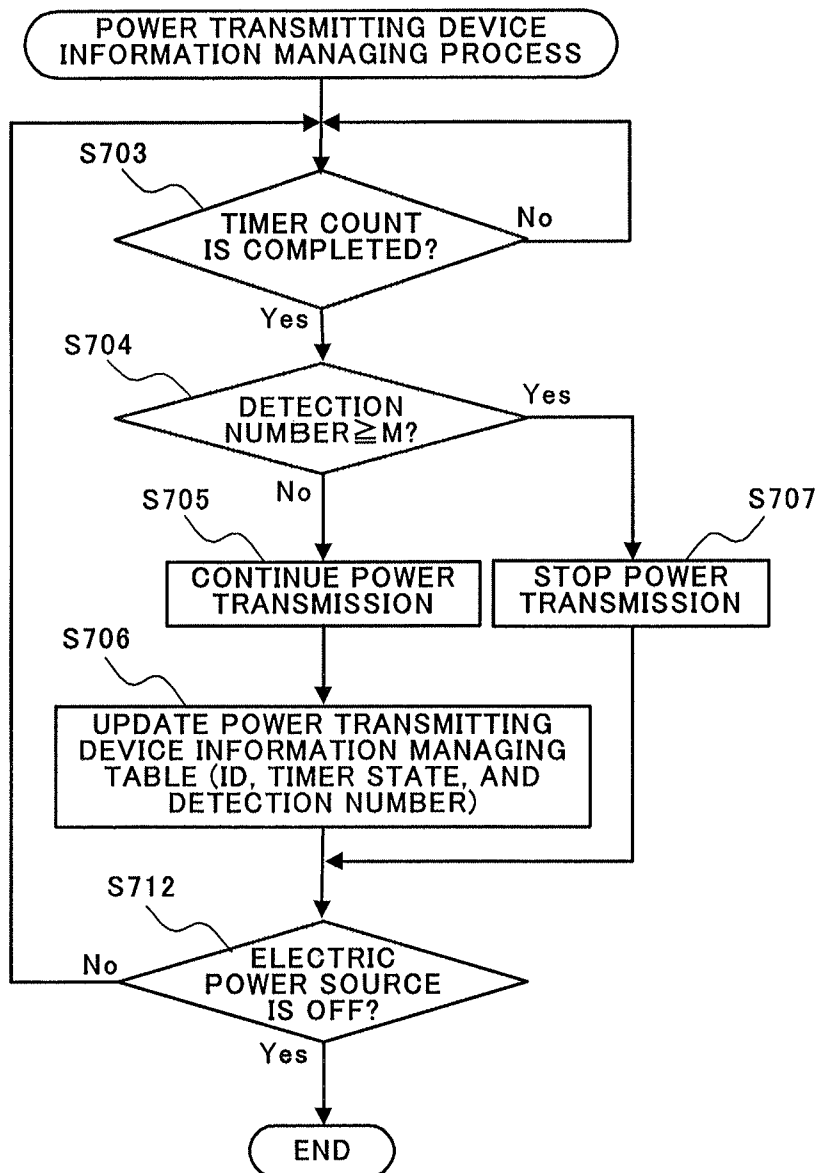 POWER TRANSMITTING DEVICE
INFORMATION MANAGING PROCESS
S703
TIMER COUNT
IS COMPLETED?
No
Yes
S704
DETECTION
NUMBER≧M?
Yes
No
S705
CONTINUE POWER
TRANSMISSION
S707
STOP POWER
TRANSMISSION
S706
UPDATE POWER TRANSMITTING
DEVICE INFORMATION MANAGING
TABLE (ID, TIMER STATE, AND
DETECTION NUMBER)
S712
ELECTRIC
POWER SOURCE
IS OFF?
No
Yes
END